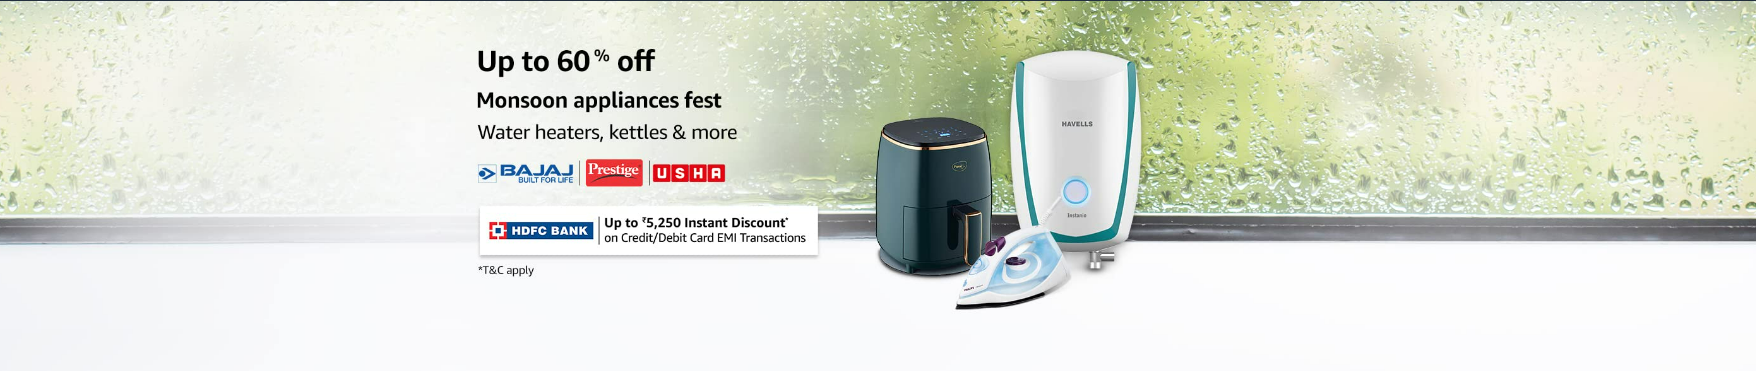 Up to 60% off
Monsoon appliances fest
Water heaters, kettles & more
BAJAJ
BUILT FOR LIFE
Prestige
USHA
HDFC BANK
Up to ₹5,250 Instant Discount*
on Credit/Debit Card EMI Transactions
*T&C apply
HAVELLS
Instanio